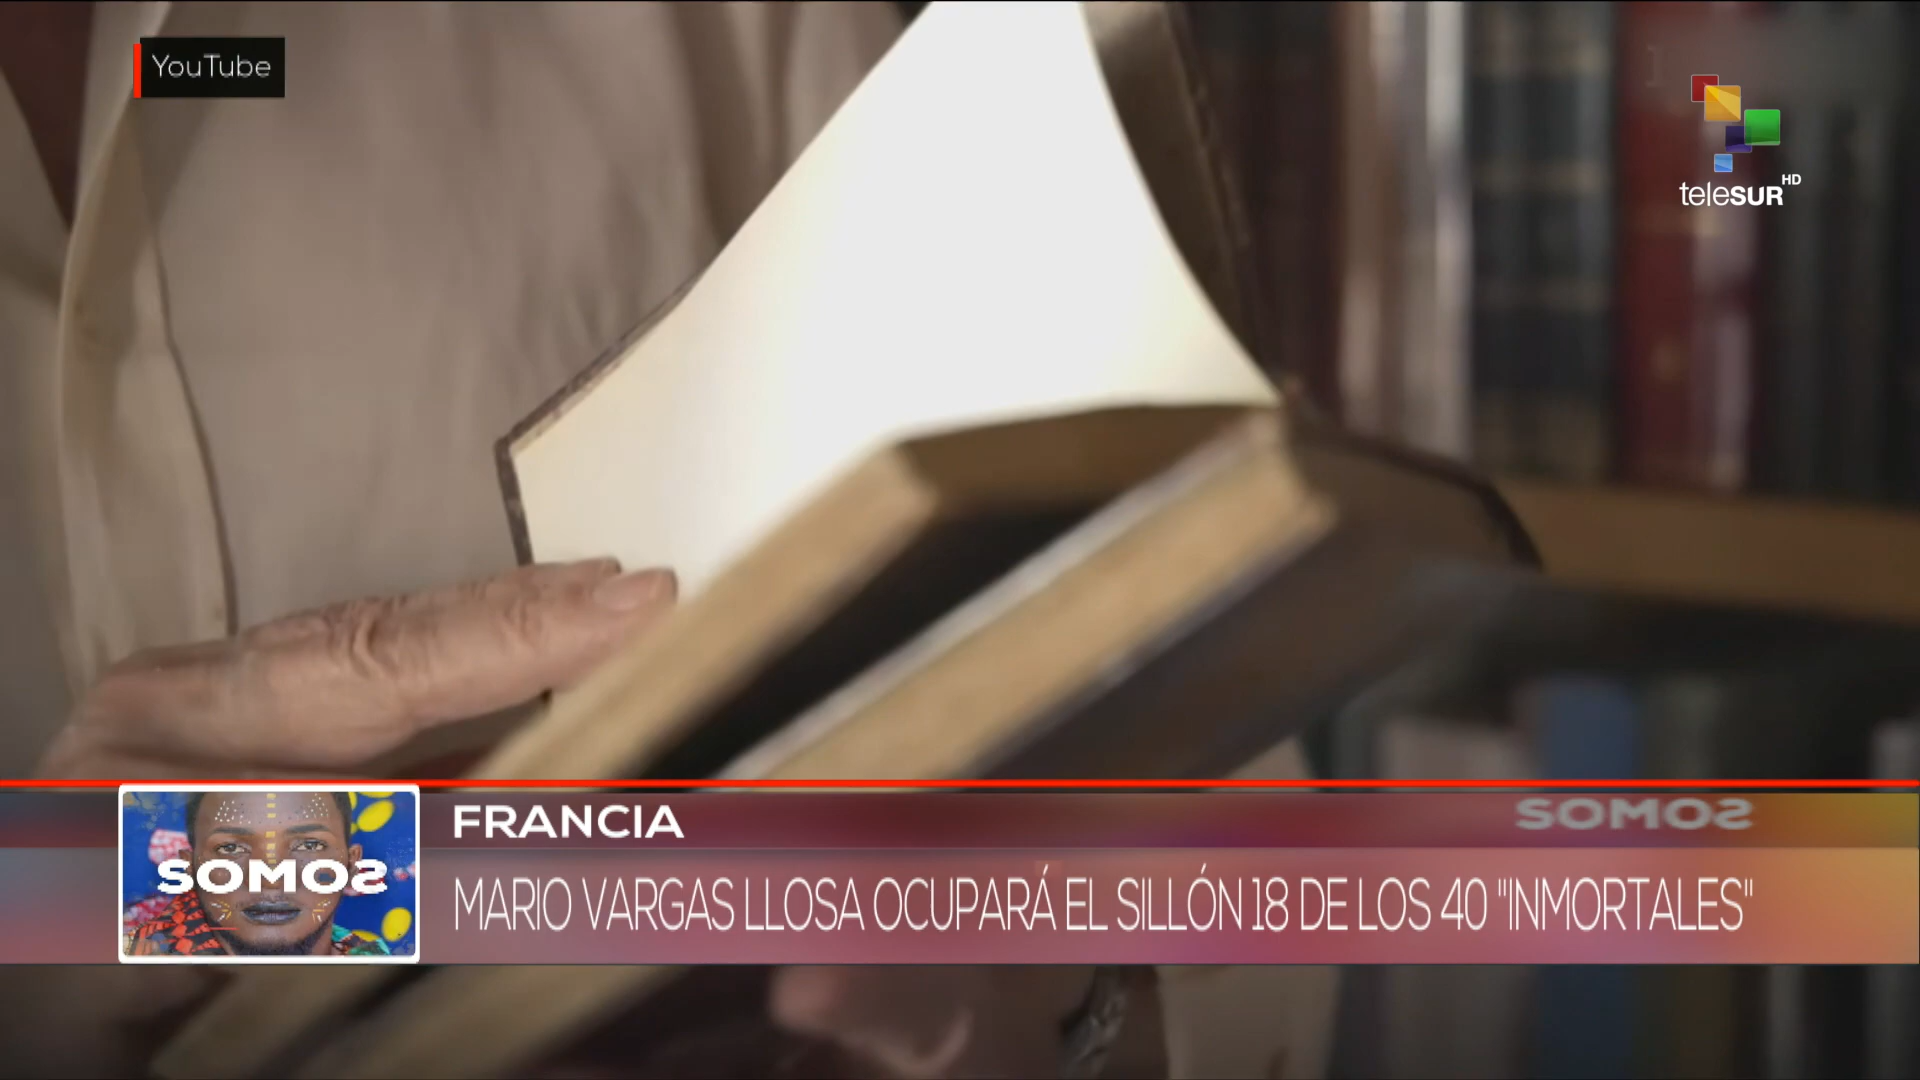 YouTube
teleSUR HD
FRANCIA
SOMOS
SOMOS
MARIO VARGAS LLOSA OCUPARÁ EL SILLÓN 18 DE LOS 40 "INMORTALES"